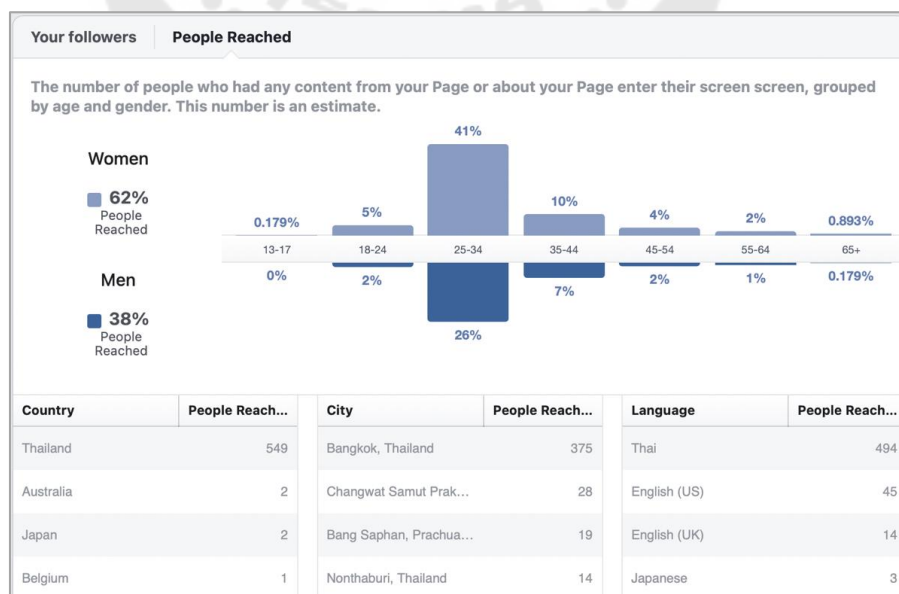 Your followers
People Reached
The number of people who had any content from your Page or about your Page enter their screen screen, grouped
by age and gender. This number is an estimate.
Women
62%
People
Reached
41%
0.179%
5%
10%
4%
2%
0.893%
13-17
18-24
25-34
35-44
45-54
55-64
65+
0%
2%
26%
7%
2%
1%
0.179%
Men
38%
People
Reached
Country People Reach... City People Reach... Language People Reach...
Thailand 549 Bangkok, Thailand 375 Thai 494
Australia 2 Changwat Samut Prak... 28 English (US) 45
Japan 2 Bang Saphan, Prachua... 19 English (UK) 14
Belgium 1 Nonthaburi, Thailand 14 Japanese 3